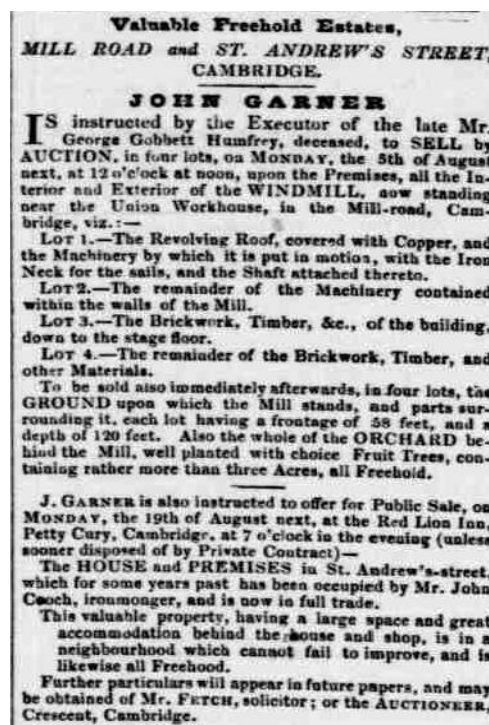 Valuable Freehold Estates,
MILL ROAD and ST. ANDREW'S STREET,
CAMBRIDGE.
JOHN GARNER
IS instructed by the Executor of the late Mr.
George Gobbett Humfrey, deceased, to SELL by
AUCTION, in four lots, on MONDAY, the 5th of August
next, at 12 o'clock at noon, upon the Premises, all the In-
terior and Exterior of the WINDMILL, now standing
near the Union Workhouse, in the Mill-road, Cam-
bridge, viz.:—
LOT 1.—The Revolving Roof, covered with Copper, and
the Machinery by which it is put in motion, with the Iron
Neck for the sails, and the Shaft attached thereto.
LOT 2.—The remainder of the Machinery contained
within the walls of the Mill.
LOT 3.—The Brickwork, Timber, &c., of the building,
down to the stage floor.
LOT 4.—The remainder of the Brickwork, Timber, and
other Materials.
To be sold also immediately afterwards, in four lots, the
GROUND upon which the Mill stands, and parts sur-
rounding it, each lot having a frontage of 58 feet, and a
depth of 120 feet. Also the whole of the ORCHARD be-
hind the Mill, well planted with choice Fruit Trees, con-
taining rather more than three Acres, all Freehold.
J. GARNER is also instructed to offer for Public Sale, on
MONDAY, the 19th of August next, at the Red Lion Inn,
Petty Cury, Cambridge, at 7 o'clock in the evening (unless
sooner disposed of by Private Contract)—
The HOUSE and PREMISES in St. Andrew's-street,
which for some years past has been occupied by Mr. John
Cooch, ironmonger, and is now in full trade.
This valuable property, having a large space and great
accommodation behind the house and shop, is in a
neighbourhood which cannot fail to improve, and is
likewise all Freehood.
Further particulars will appear in future papers, and may
be obtained of Mr. FETCH, solicitor; or the AUCTIONEER,
Crescent, Cambridge.